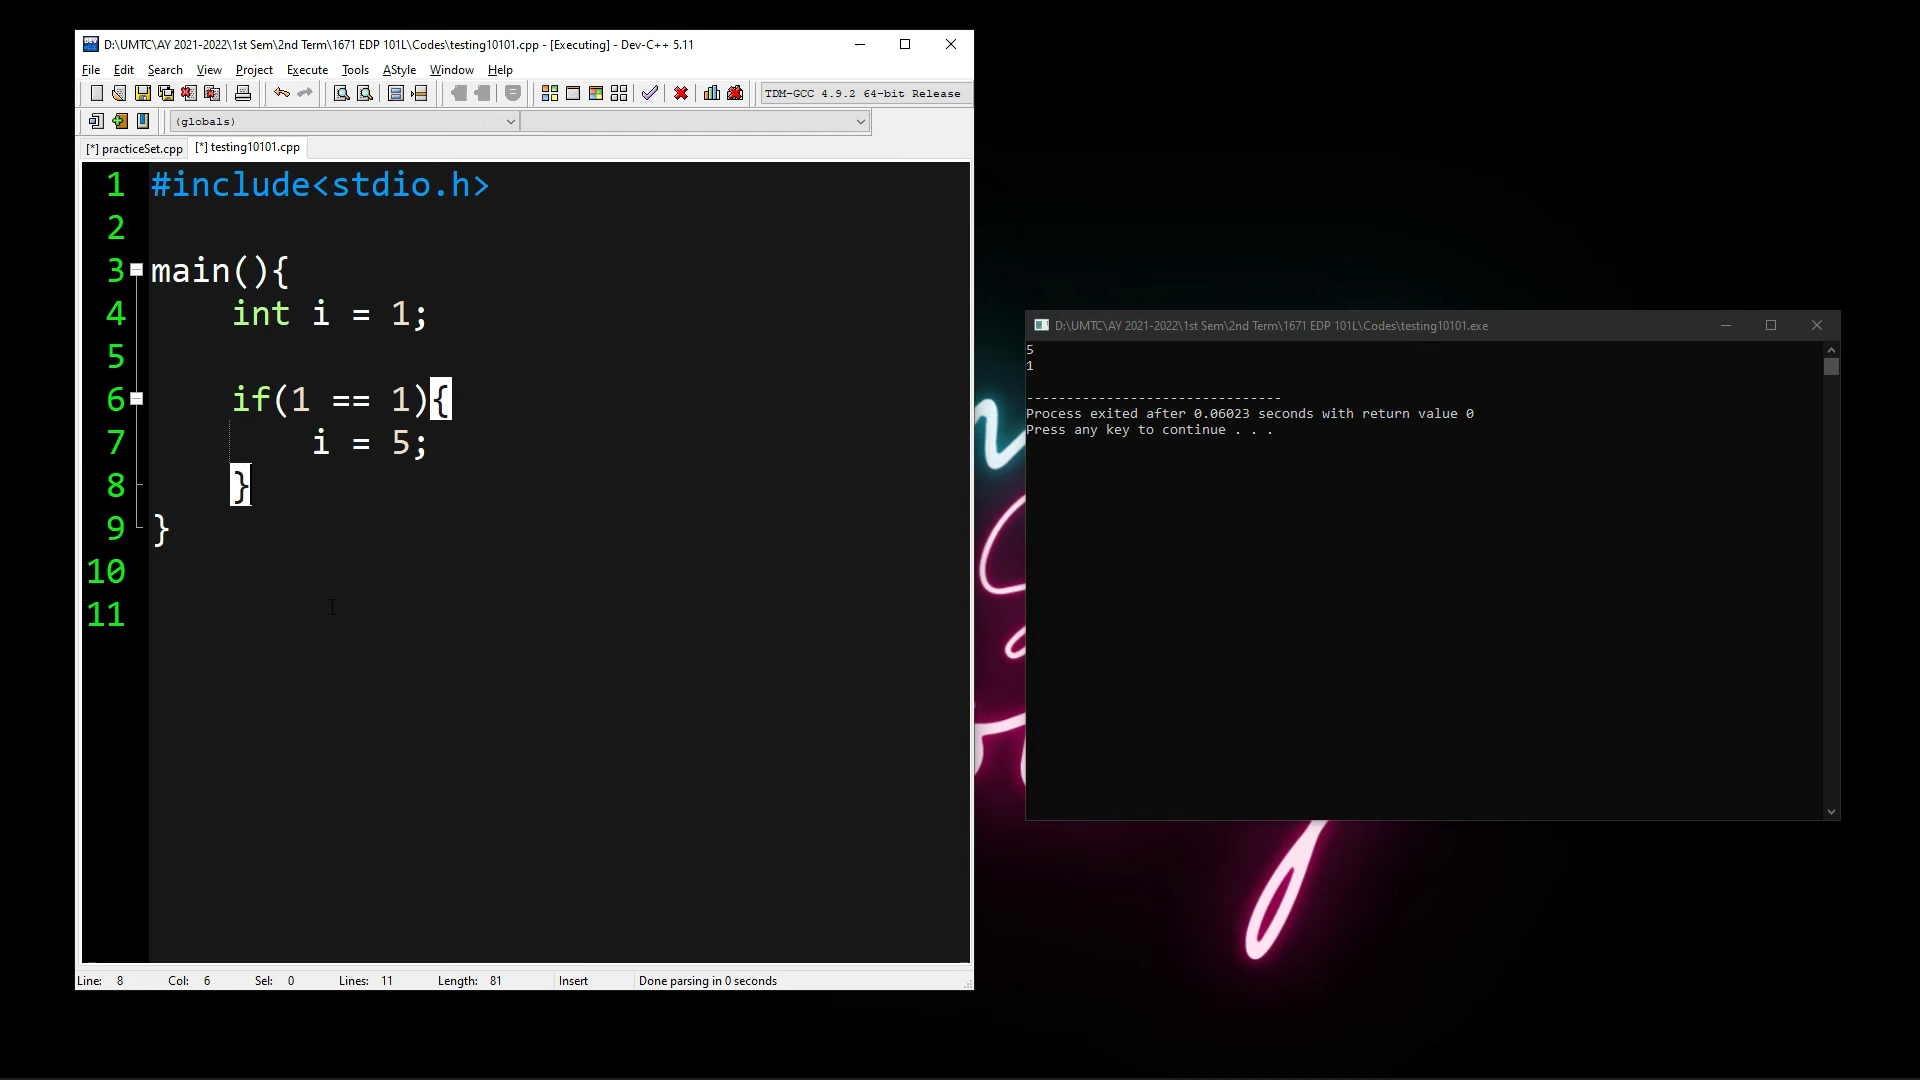 D:\UMTC\AY 2021-2022\1st Sem\2nd Term\1671 EDP 101L\Codes\testing10101.cpp - [Executing] - Dev-C++ 5.11
File Edit Search View Project Execute Tools AStyle Window Help
TDM-GCC 4.9.2 64-bit Release
(globals)
[*] practiceSet.cpp [*] testing10101.cpp
1 #include<stdio.h>
2
3 main(){
4 int i = 1;
5
6 if(1 == 1){
7 i = 5;
8 }
9 }
10
11
Line: 8 Col: 6 Sel: 0 Lines: 11 Length: 81 Insert Done parsing in 0 seconds
D:\UMTC\AY 2021-2022\1st Sem\2nd Term\1671 EDP 101L\Codes\testing10101.exe
5
1
--------------------------------
Process exited after 0.06023 seconds with return value 0
Press any key to continue . . .